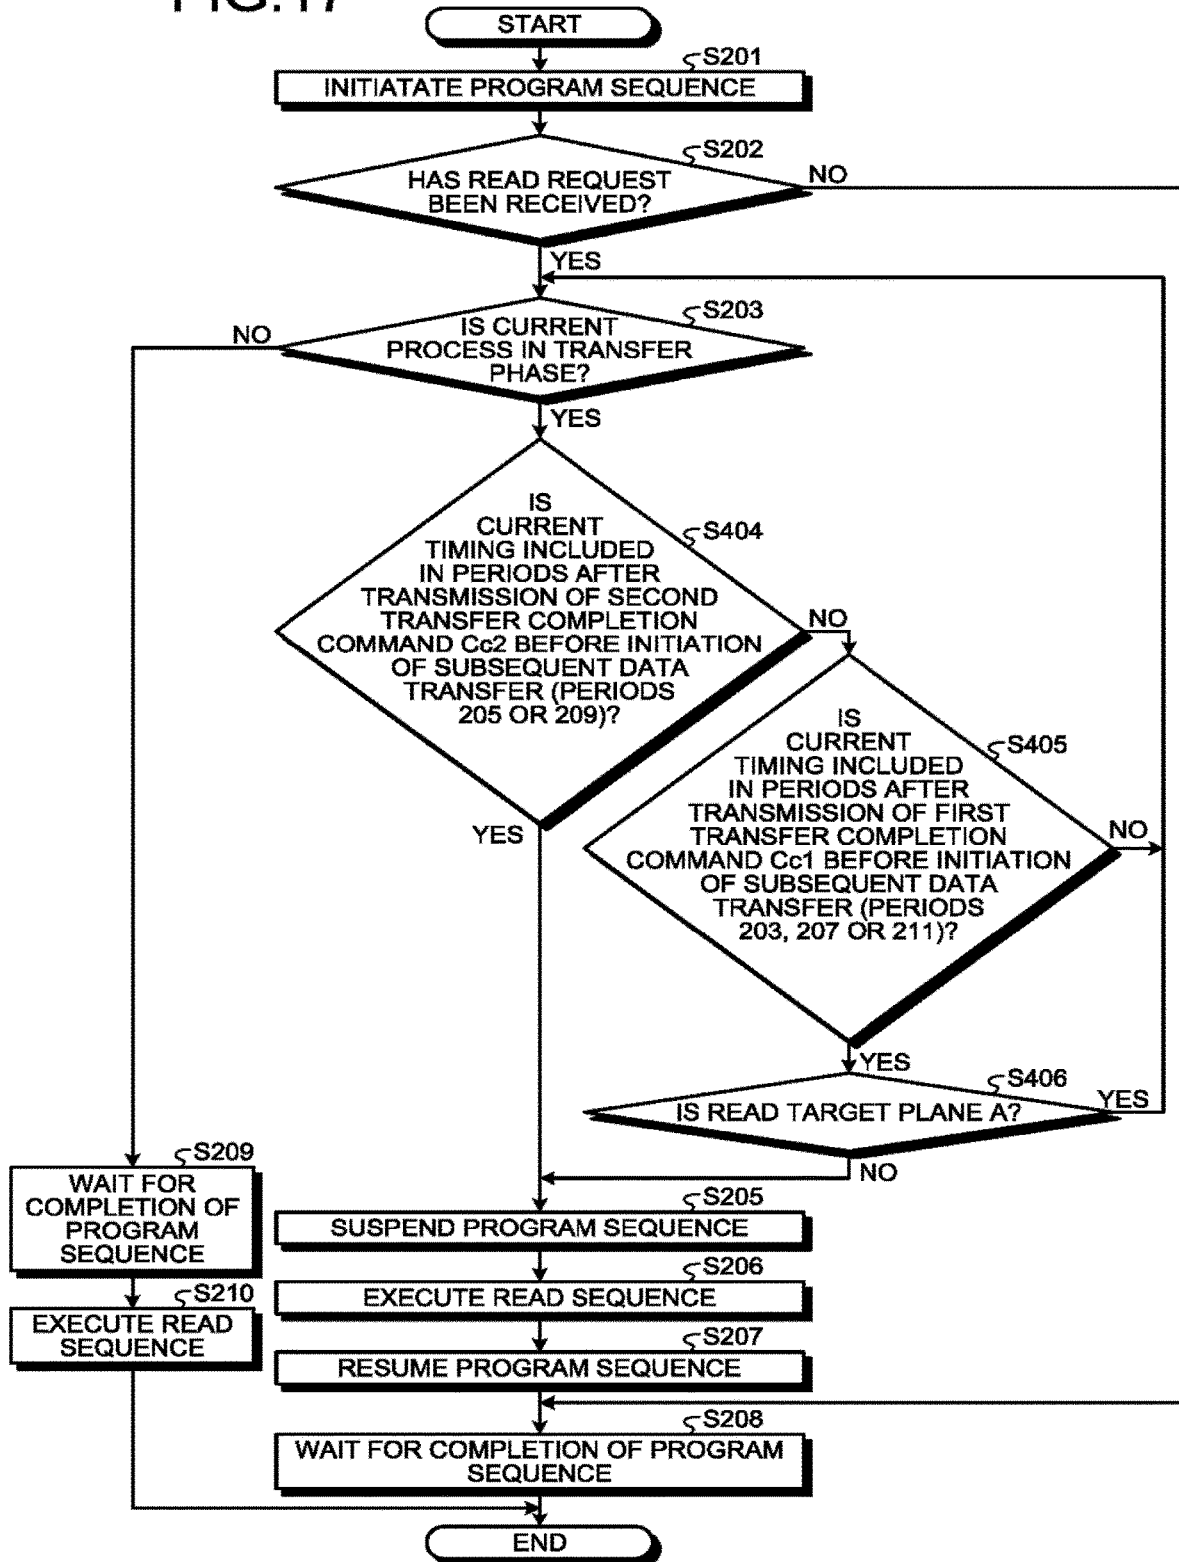 FIG.17
START
S201
INITIATATE PROGRAM SEQUENCE
S202
HAS READ REQUEST
BEEN RECEIVED?
NO
YES
S203
IS CURRENT
PROCESS IN TRANSFER
PHASE?
NO
YES
S404
IS
CURRENT
TIMING INCLUDED
IN PERIODS AFTER
TRANSMISSION OF SECOND
TRANSFER COMPLETION
COMMAND Cc2 BEFORE INITIATION
OF SUBSEQUENT DATA
TRANSFER (PERIODS
205 OR 209)?
NO
YES
S405
IS
CURRENT
TIMING INCLUDED
IN PERIODS AFTER
TRANSMISSION OF FIRST
TRANSFER COMPLETION
COMMAND Cc1 BEFORE INITIATION
OF SUBSEQUENT DATA
TRANSFER (PERIODS
203, 207 OR 211)?
NO
YES
S406
IS READ TARGET PLANE A?
YES
NO
S209
WAIT FOR
COMPLETION OF
PROGRAM
SEQUENCE
S210
EXECUTE READ
SEQUENCE
S205
SUSPEND PROGRAM SEQUENCE
S206
EXECUTE READ SEQUENCE
S207
RESUME PROGRAM SEQUENCE
S208
WAIT FOR COMPLETION OF PROGRAM
SEQUENCE
END